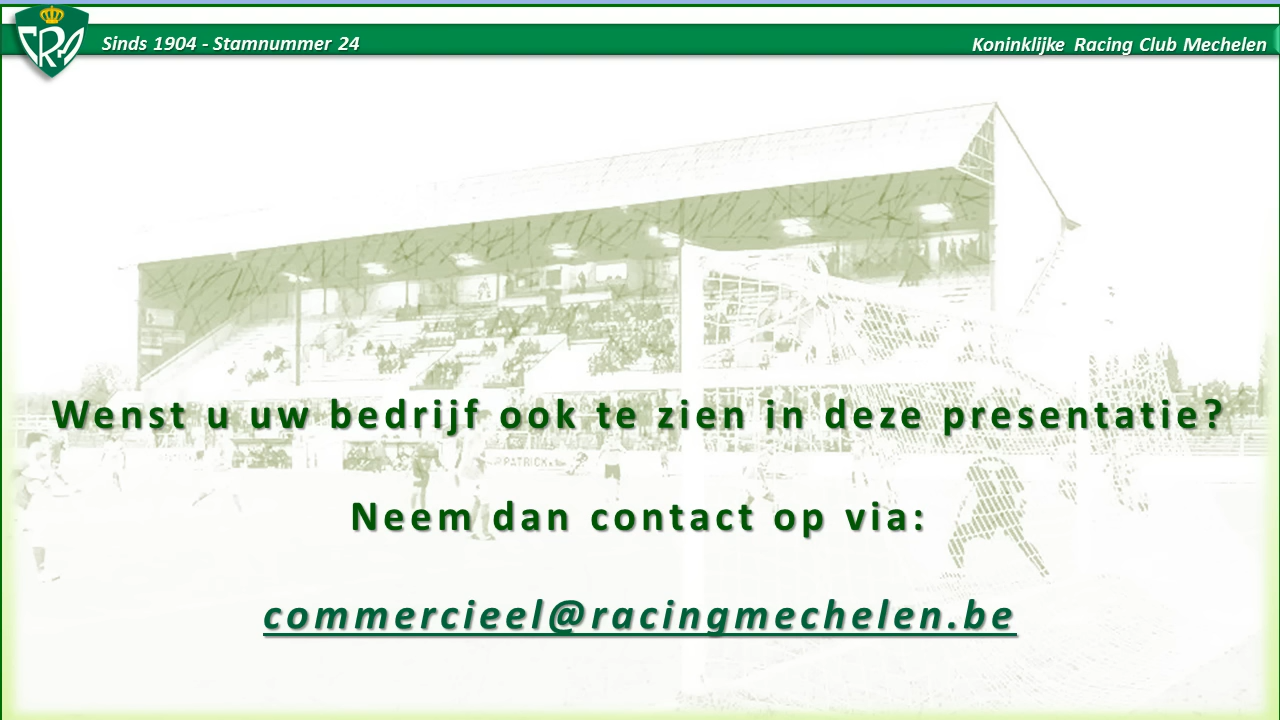 Sinds 1904 - Stamnummer 24
Koninklijke Racing Club Mechelen
PATRICK
Wenst u uw bedrijf ook te zien in deze presentatie?
Neem dan contact op via:
commercieel@racingmechelen.be